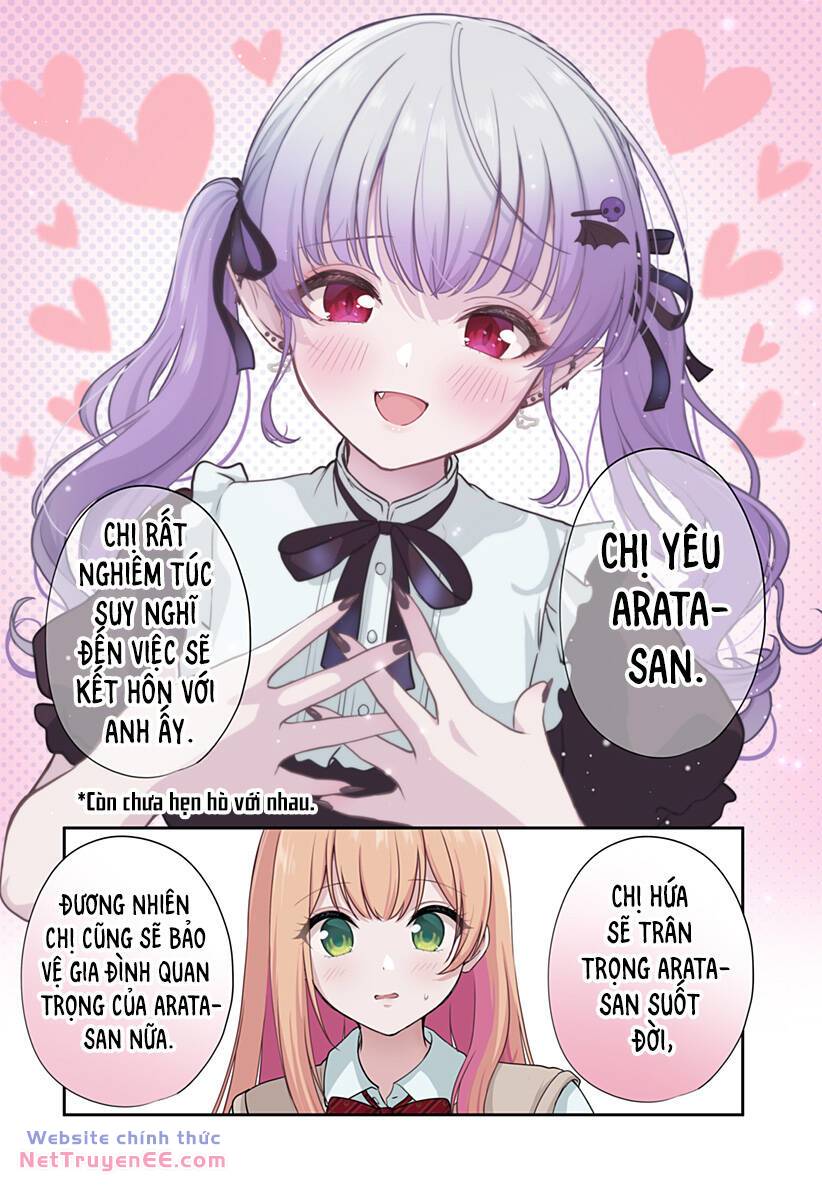 CHỊ YÊU
ARATA-
SAN.
CHỊ RẤT
NGHIÊM TÚC
SUY NGHĨ
ĐẾN VIỆC SẼ
KẾT HÔN VỚI
ANH ẤY.
*Còn chưa hẹn hò với nhau.
CHỊ HỨA
SẼ TRÂN
TRỌNG ARATA-
SAN SUỐT
ĐỜI,
ĐƯƠNG NHIÊN
CHỊ CŨNG SẼ BẢO
VỆ GIA ĐÌNH QUAN
TRỌNG CỦA ARATA-
SAN NỮA.
Website chính thức
NetTruyenEE.com